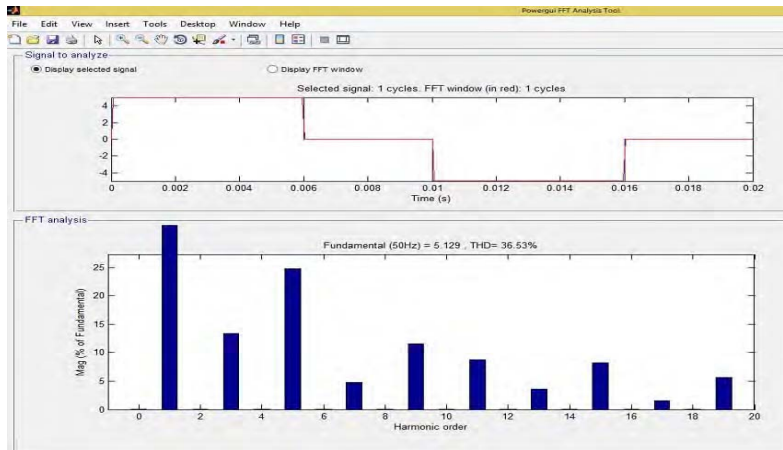 Powergui FFT Analysis Tool
File Edit View Insert Tools Desktop Window Help
Signal to analyze
Display selected signal
Display FFT window
Selected signal: 1 cycles. FFT window (in red): 1 cycles
4
2
0
-2
-4
0 0.002 0.004 0.006 0.008 0.01 0.012 0.014 0.016 0.018 0.02
Time (s)
FFT analysis
Fundamental (50Hz) = 5.129 , THD= 36.53%
Mag (% of Fundamental)
25
20
15
10
5
0
0 2 4 6 8 10 12 14 16 18 20
Harmonic order